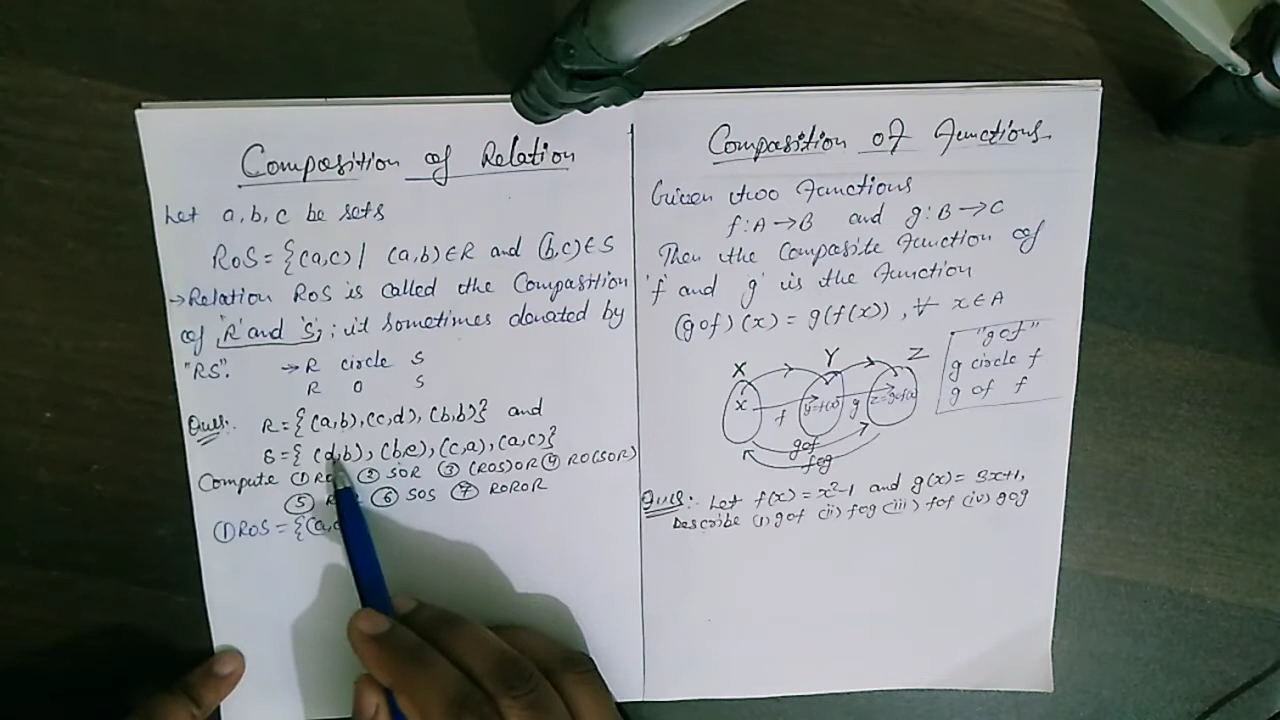 Composition of Relation
Let a, b, c be sets
RoS = {(a,c) | (a,b) ∈ R and (b,c) ∈ S
→ Relation RoS is called the Composition
of 'R' and 'S'; it sometimes donated by
"RS". → R circle S
R O S
Ques:. R = {(a,b), (c,d), (b,b)} and
S = { (d,b), (b,e), (c,a), (a,c)}
Compute ① Ro ② SOR ③ (ROS)OR ④ RO(SOR)
⑤ R ⑥ SOS ⑦ ROROR
① ROS = {(a,
Composition of Functions.
Given two Functions
f: A → B and g: B → C
Then the Composite Function of
'f' and g' is the Function
(gof)(x) = g(f(x)), ∀ x ∈ A
X Y Z
x f y=f(x) g z=gof(x)
gof
fog
"gof"
g circle f
g of f
Ques:. Let f(x) = x²-1 and g(x) = 3x+1,
Describe (i) gof (ii) fog (iii) fof (iv) gog